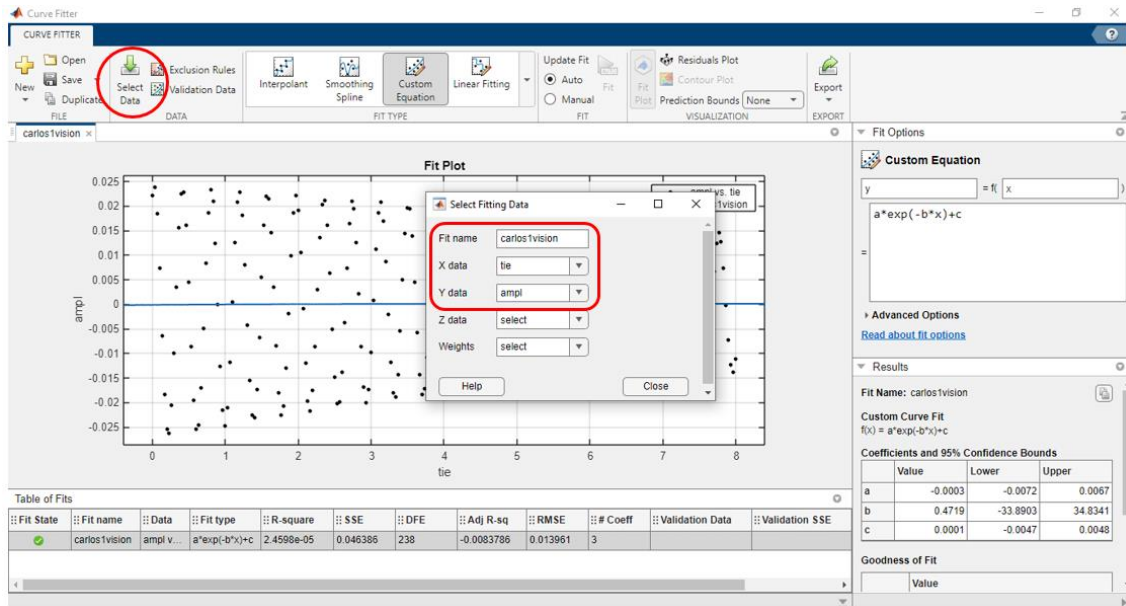 Curve Fitter
CURVE FITTER
New
Open
Save
Duplicate
FILE
Select Data
Exclusion Rules
Validation Data
DATA
Interpolant
Smoothing Spline
Custom Equation
Linear Fitting
FIT TYPE
Update Fit
Auto
Manual
Fit
FIT
Fit Plot
Residuals Plot
Contour Plot
Prediction Bounds None
VISUALIZATION
Export
EXPORT
carlos1vision
Fit Plot
0.025
0.02
0.015
0.01
0.005
0
-0.005
-0.01
-0.015
-0.02
-0.025
ampl
0 1 2 3 4 5 6 7 8
tie
ampl vs. tie
1vision
Select Fitting Data
Fit name carlos1vision
X data tie
Y data ampl
Z data select
Weights select
Help Close
Table of Fits
Fit State Fit name Data Fit type R-square SSE DFE Adj R-sq RMSE # Coeff Validation Data Validation SSE
carlos1vision ampl v... a*exp(-b*x)+c 2.4598e-05 0.046386 238 -0.0083786 0.013961 3
Fit Options
Custom Equation
y = f( x )
= a*exp(-b*x)+c
Advanced Options
Read about fit options
Results
Fit Name: carlos1vision
Custom Curve Fit
f(x) = a*exp(-b*x)+c
Coefficients and 95% Confidence Bounds
Value Lower Upper
a -0.0003 -0.0072 0.0067
b 0.4719 -33.8903 34.8341
c 0.0001 -0.0047 0.0048
Goodness of Fit
Value